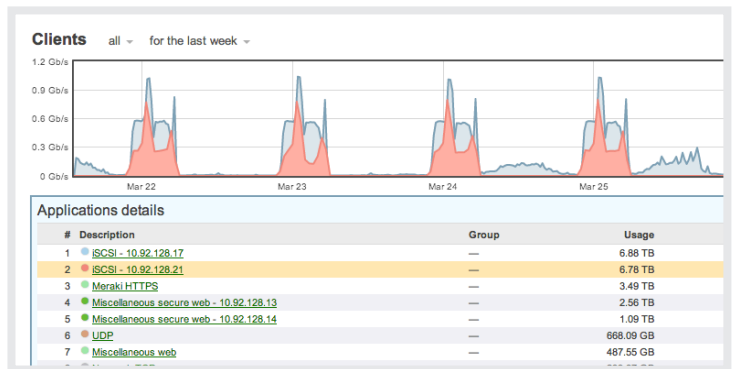 Clients all for the last week
1.2 Gb/s
0.9 Gb/s
0.6 Gb/s
0.3 Gb/s
0 Gb/s
Mar 22 Mar 23 Mar 24 Mar 25
Applications details
# Description Group Usage
1 iSCSI - 10.92.128.17 — 6.88 TB
2 iSCSI - 10.92.128.21 — 6.78 TB
3 Meraki HTTPS — 3.49 TB
4 Miscellaneous secure web - 10.92.128.13 — 2.56 TB
5 Miscellaneous secure web - 10.92.128.14 — 1.09 TB
6 UDP — 668.09 GB
7 Miscellaneous web — 487.55 GB